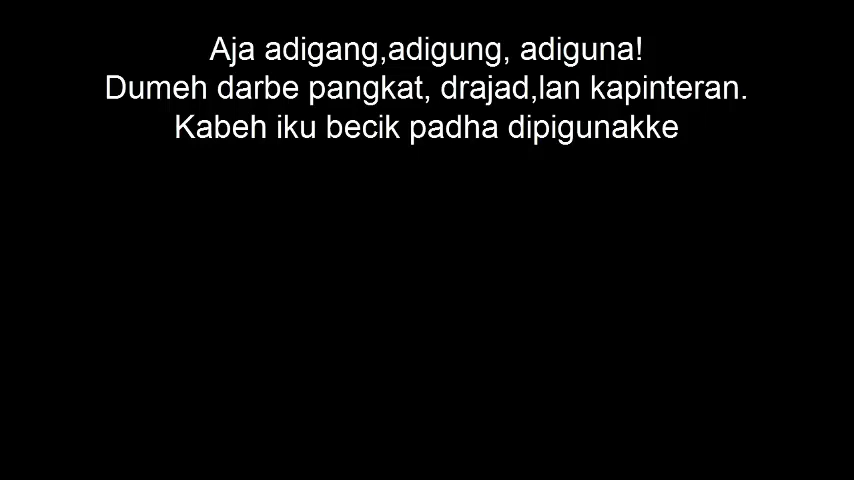 Aja adigang,adigung, adiguna!
Dumeh darbe pangkat, drajad,lan kapinteran.
Kabeh iku becik padha dipigunakke